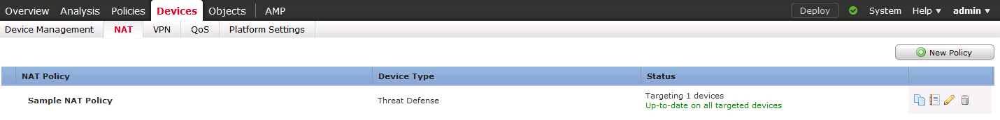 Overview Analysis Policies Devices Objects AMP Deploy System Help admin
Device Management NAT VPN QoS Platform Settings
New Policy
NAT Policy Device Type Status
Sample NAT Policy Threat Defense Targeting 1 devices
Up-to-date on all targeted devices